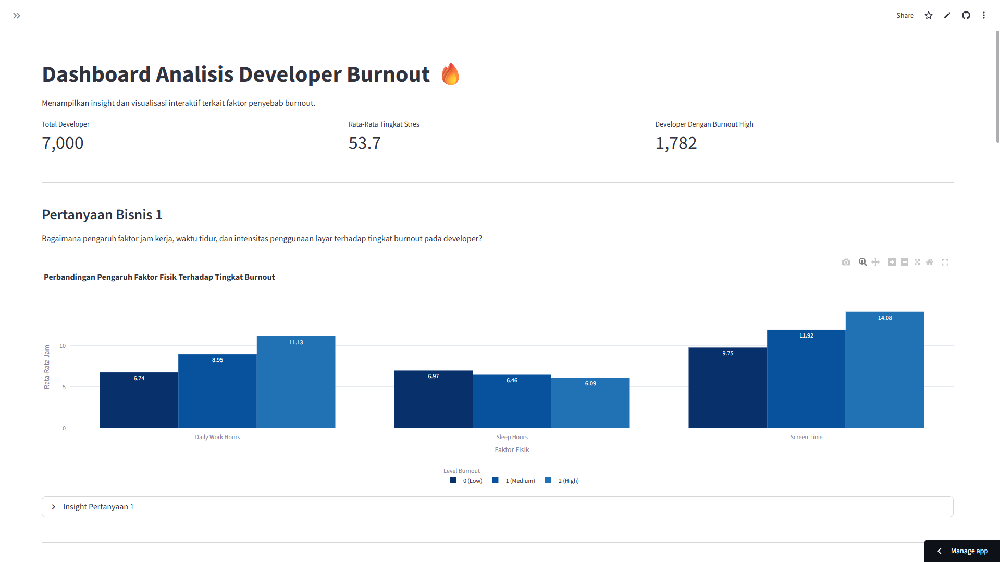 Share
Dashboard Analisis Developer Burnout 🔥
Menampilkan insight dan visualisasi interaktif terkait faktor penyebab burnout.
Total Developer
7,000
Rata-Rata Tingkat Stres
53.7
Developer Dengan Burnout High
1,782
Pertanyaan Bisnis 1
Bagaimana pengaruh faktor jam kerja, waktu tidur, dan intensitas penggunaan layar terhadap tingkat burnout pada developer?
Perbandingan Pengaruh Faktor Fisik Terhadap Tingkat Burnout
Rata-Rata Jam
10
5
0
6.74
8.95
11.13
6.97
6.46
6.09
9.75
11.92
14.08
Daily Work Hours
Sleep Hours
Screen Time
Faktor Fisik
Level Burnout
0 (Low)
1 (Medium)
2 (High)
Insight Pertanyaan 1
Manage app